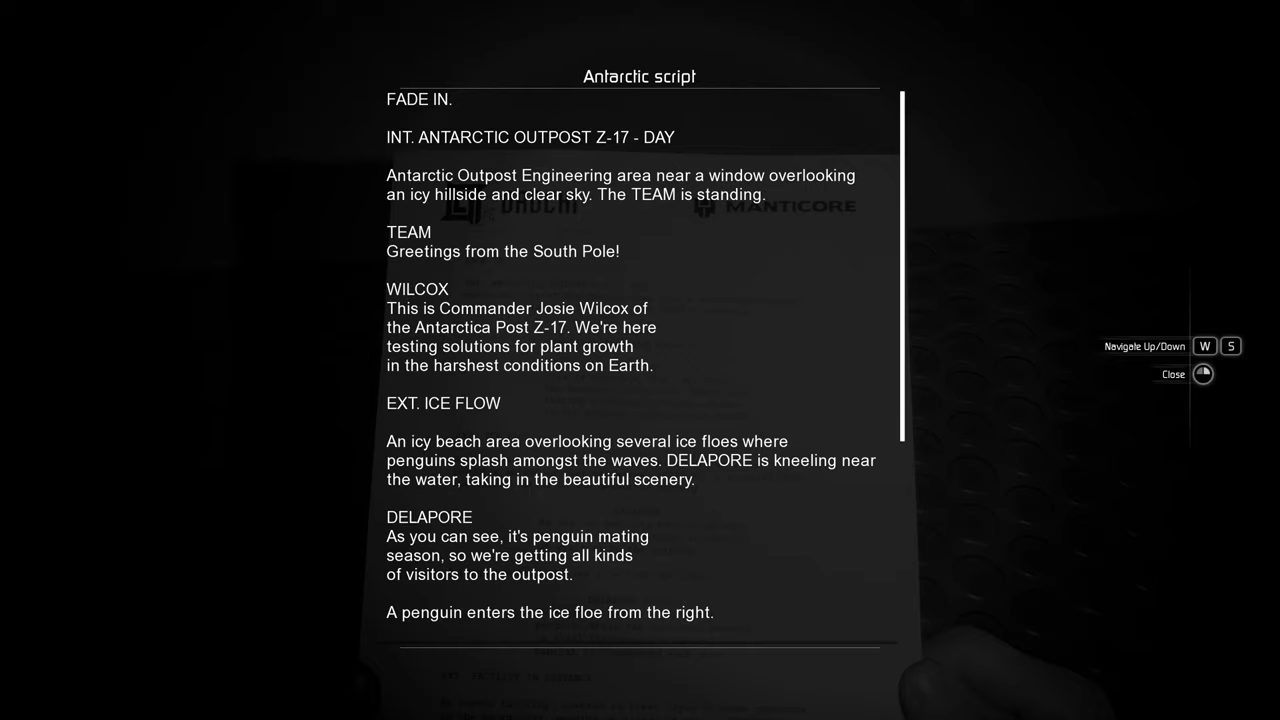 Antarctic script
FADE IN.
INT. ANTARCTIC OUTPOST Z-17 - DAY
Antarctic Outpost Engineering area near a window overlooking
an icy hillside and clear sky. The TEAM is standing.
MANTICORE
TEAM
Greetings from the South Pole!
WILCOX
This is Commander Josie Wilcox of
the Antarctica Post Z-17. We're here
testing solutions for plant growth
in the harshest conditions on Earth.
Navigate Up/Down W S
Close
EXT. ICE FLOW
An icy beach area overlooking several ice floes where
penguins splash amongst the waves. DELAPORE is kneeling near
the water, taking in the beautiful scenery.
DELAPORE
As you can see, it's penguin mating
season, so we're getting all kinds
of visitors to the outpost.
A penguin enters the ice floe from the right.